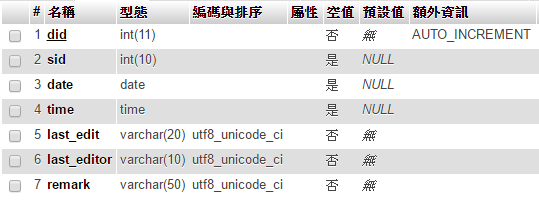 # 名稱 型態 編碼與排序 屬性 空值 預設值 額外資訊
1 did int(11) 否 無 AUTO_INCREMENT
2 sid int(10) 是 NULL
3 date date 是 NULL
4 time time 是 NULL
5 last_edit varchar(20) utf8_unicode_ci 否 無
6 last_editor varchar(10) utf8_unicode_ci 否 無
7 remark varchar(50) utf8_unicode_ci 否 無